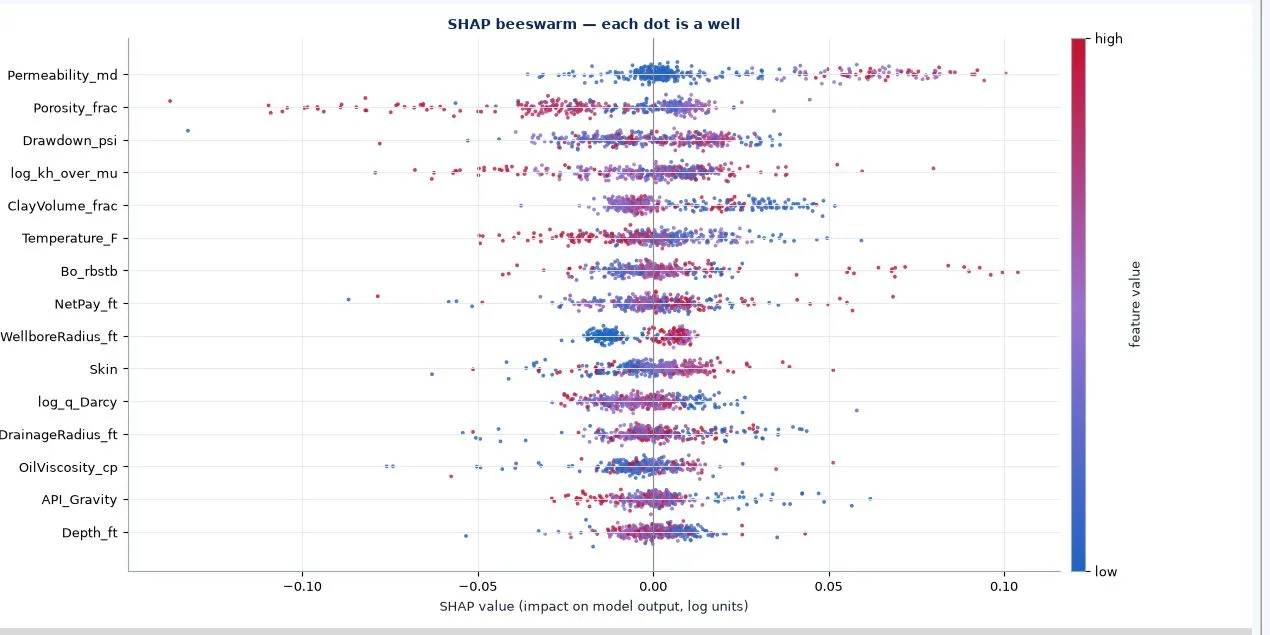 SHAP beeswarm — each dot is a well
high
Permeability_md
Porosity_frac
Drawdown_psi
log_kh_over_mu
ClayVolume_frac
Temperature_F
Bo_rbstb
NetPay_ft
WellboreRadius_ft
Skin
log_q_Darcy
DrainageRadius_ft
OilViscosity_cp
API_Gravity
Depth_ft
feature value
low
−0.10 −0.05 0.00 0.05 0.10
SHAP value (impact on model output, log units)